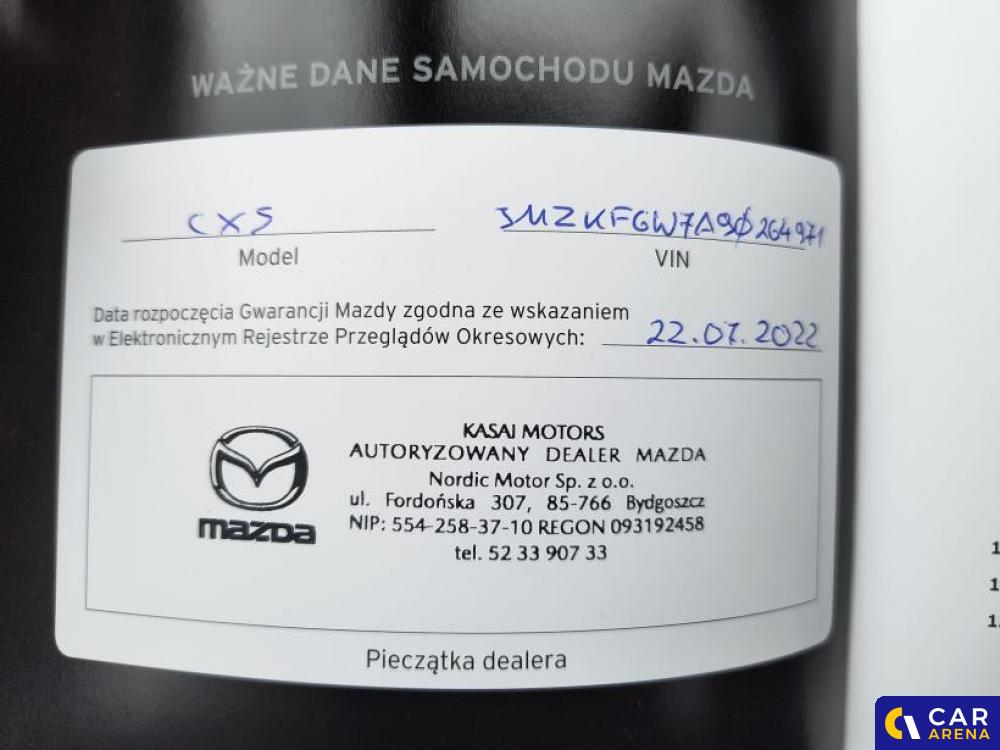 WAŻNE DANE SAMOCHODU MAZDA
CX5
JMZKFGW7A90264971
Model
VIN
Data rozpoczęcia Gwarancji Mazdy zgodna ze wskazaniem
w Elektronicznym Rejestrze Przeglądów Okresowych: 22.07.2022
KASAI MOTORS
AUTORYZOWANY DEALER MAZDA
Nordic Motor Sp. z o.o.
ul. Fordońska 307, 85-766 Bydgoszcz
NIP: 554-258-37-10 REGON 093192458
tel. 52 33 907 33
mazda
Pieczątka dealera
CAR
ARENA